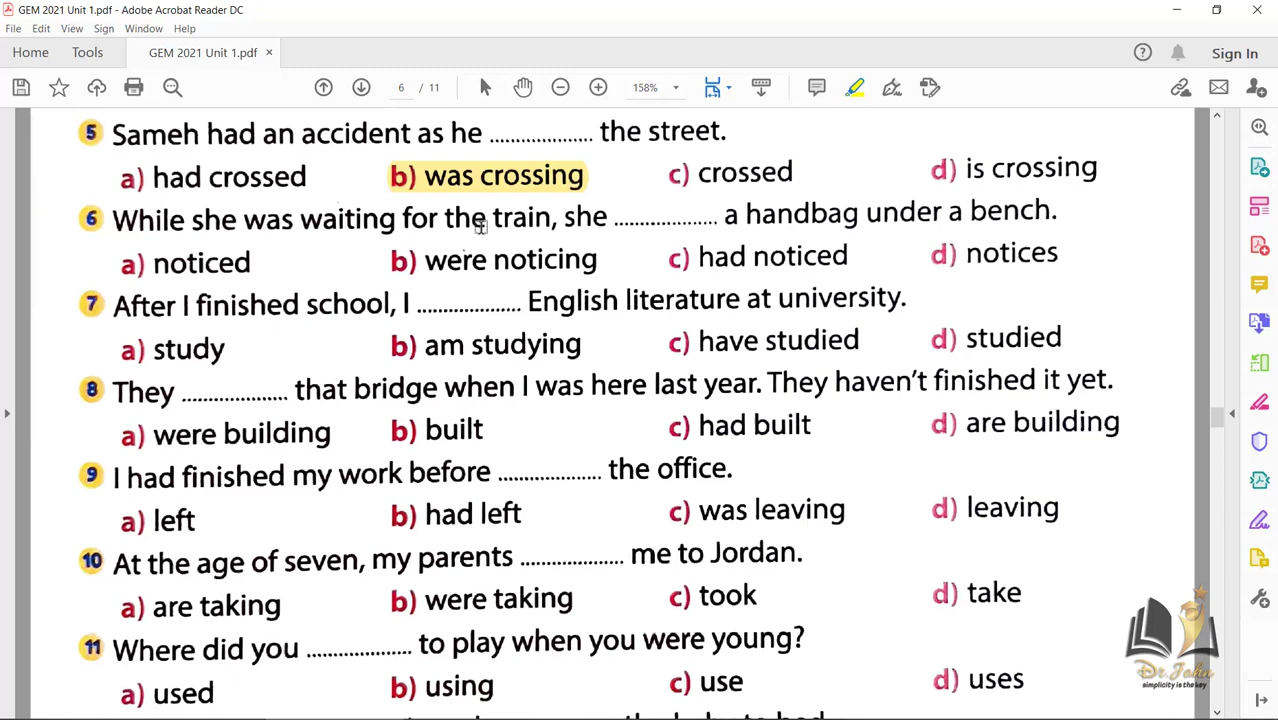 GEM 2021 Unit 1.pdf - Adobe Acrobat Reader DC
File Edit View Sign Window Help
Home Tools GEM 2021 Unit 1.pdf × Sign In
6 / 11 158%
5 Sameh had an accident as he .................... the street.
a) had crossed b) was crossing c) crossed d) is crossing
6 While she was waiting for the train, she .................... a handbag under a bench.
a) noticed b) were noticing c) had noticed d) notices
7 After I finished school, I .................... English literature at university.
a) study b) am studying c) have studied d) studied
8 They .................... that bridge when I was here last year. They haven't finished it yet.
a) were building b) built c) had built d) are building
9 I had finished my work before .................... the office.
a) left b) had left c) was leaving d) leaving
10 At the age of seven, my parents .................... me to Jordan.
a) are taking b) were taking c) took d) take
11 Where did you .................... to play when you were young?
a) used b) using c) use d) uses
Dr. John
simplicity is the key